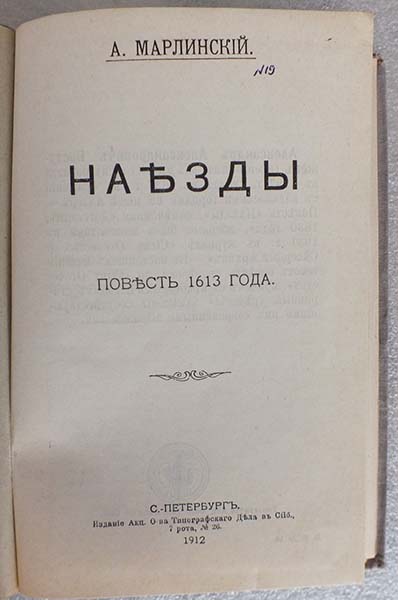 А. МАРЛИНСКІЙ.
№19
НАѢЗДЫ
ПОВѢСТЬ 1613 ГОДА.
С.-ПЕТЕРБУРГЪ.
Изданіе Акц. О-ва Типографскаго Дѣла въ СПб.,
7 рота, № 26.
1912